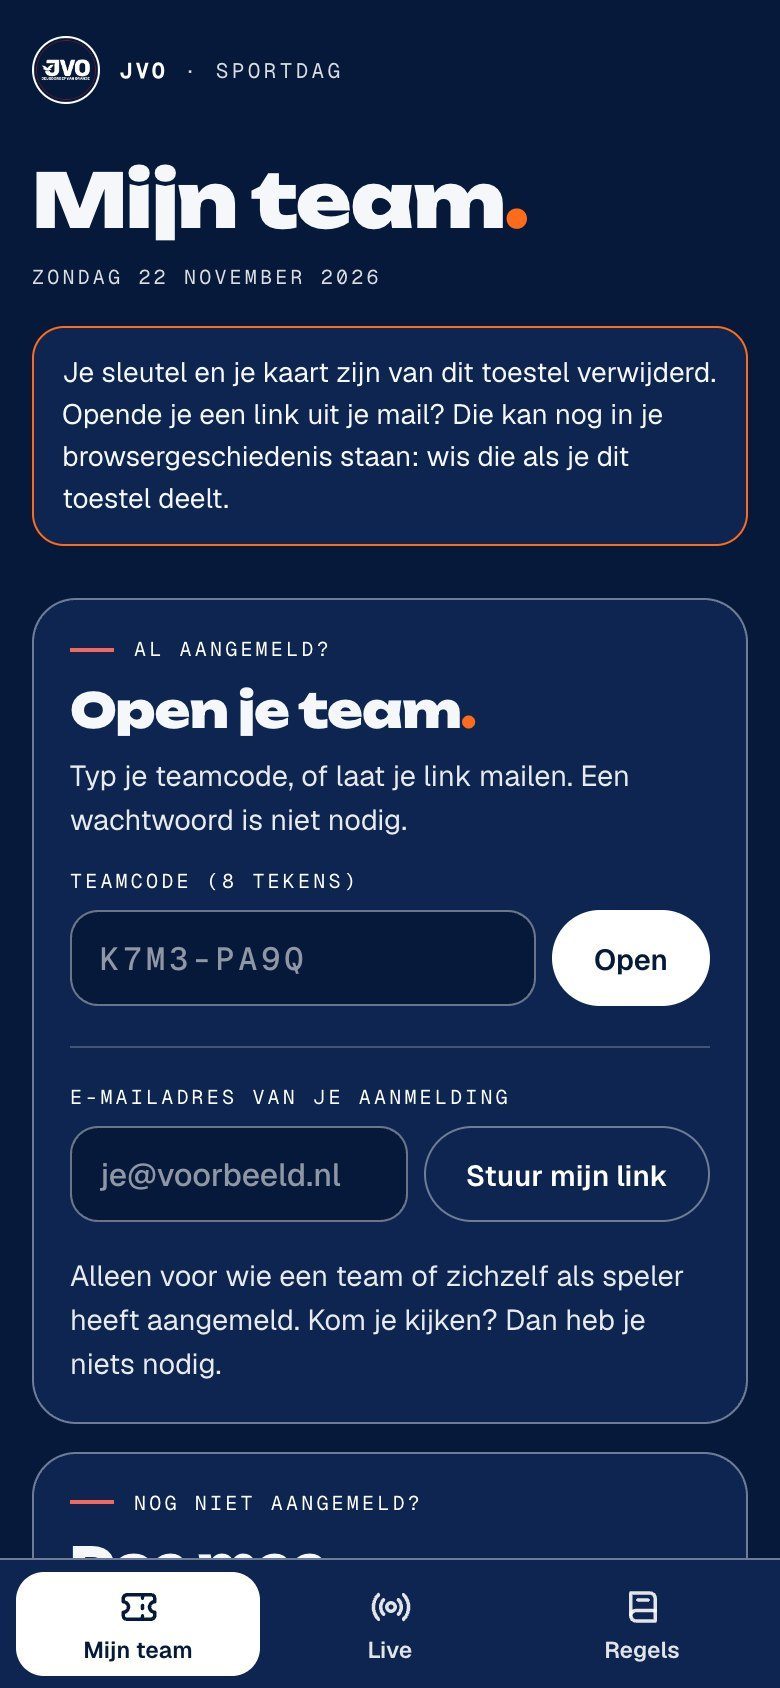 JVO
JVO · SPORTDAG
Mijn team.
ZONDAG 22 NOVEMBER 2026
Je sleutel en je kaart zijn van dit toestel verwijderd.
Opende je een link uit je mail? Die kan nog in je
browsergeschiedenis staan: wis die als je dit
toestel deelt.
AL AANGEMELD?
Open je team.
Typ je teamcode, of laat je link mailen. Een
wachtwoord is niet nodig.
TEAMCODE (8 TEKENS)
K7M3-PA9Q
Open
E-MAILADRES VAN JE AANMELDING
je@voorbeeld.nl
Stuur mijn link
Alleen voor wie een team of zichzelf als speler
heeft aangemeld. Kom je kijken? Dan heb je
niets nodig.
NOG NIET AANGEMELD?
Mijn team
Live
Regels